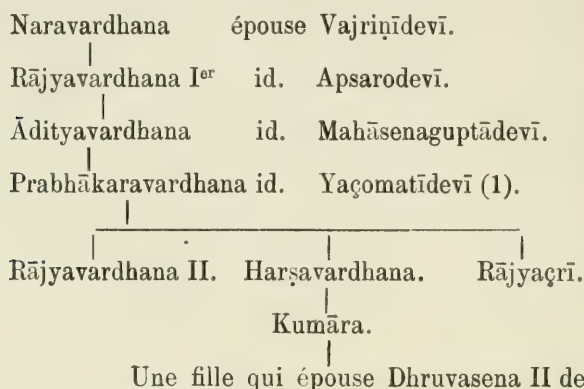 Naravardhana épouse Vajriṇīdevī.
Rājyavardhana Iᵉʳ id. Apsarodevī.
Ādityavardhana id. Mahāsenaguptādevī.
Prabhākaravardhana id. Yaçomatīdevī (1).
Rājyavardhana II. Harṣavardhana. Rājyaçrī.
Kumāra.
Une fille qui épouse Dhruvasena II de